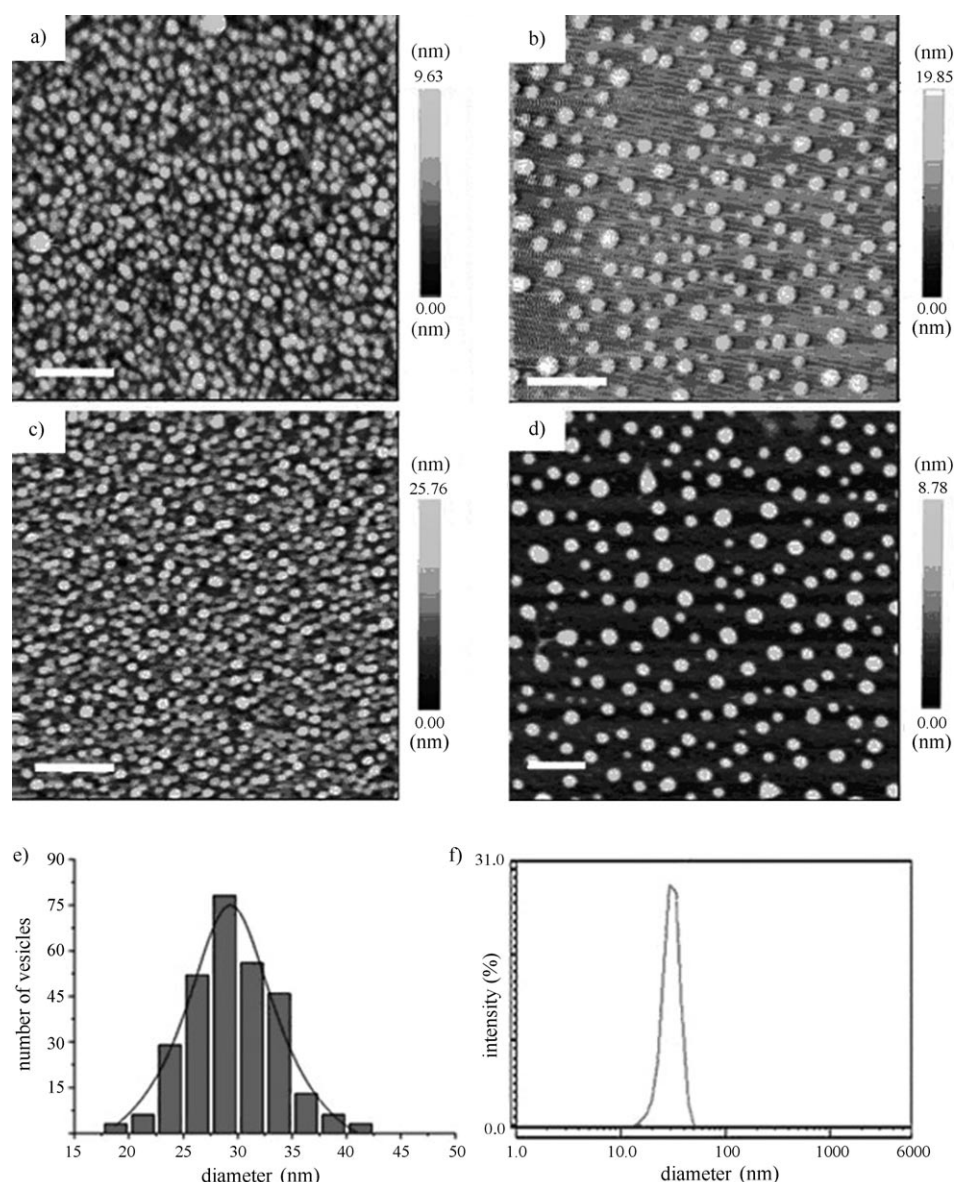 a)
(nm)
9.63
0.00
(nm)
b)
(nm)
19.85
0.00
(nm)
c)
(nm)
25.76
0.00
(nm)
d)
(nm)
8.78
0.00
(nm)
e)
90
75
60
45
30
15
number of vesicles
15 20 25 30 35 40 45 50
diameter (nm)
f)
31.0
intensity (%)
0.0
1.0 10.0 100 1000 6000
diameter (nm)